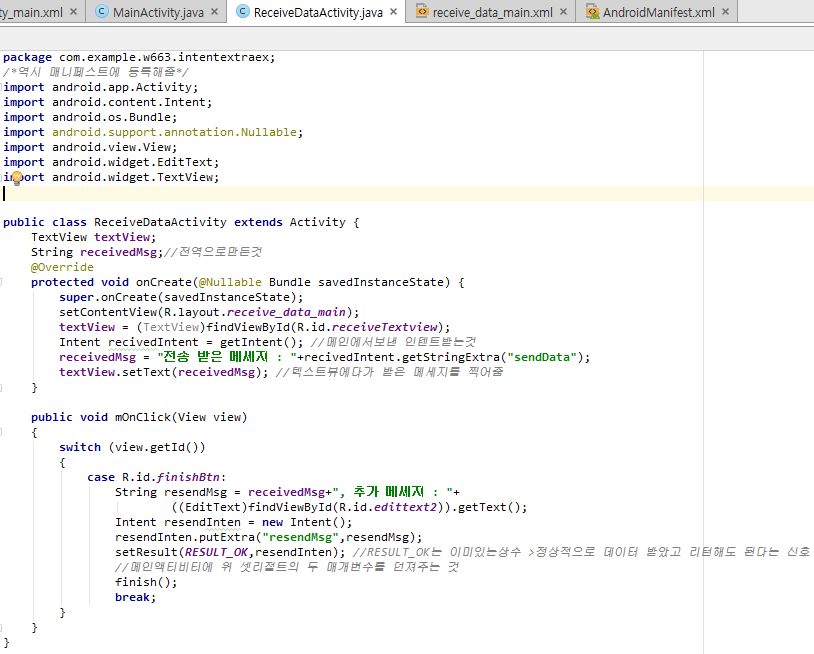 ty_main.xml × MainActivity.java × ReceiveDataActivity.java × receive_data_main.xml × AndroidManifest.xml ×
package com.example.w663.intentextraex;
/*역시 매니페스트에 등록해줌*/
import android.app.Activity;
import android.content.Intent;
import android.os.Bundle;
import android.support.annotation.Nullable;
import android.view.View;
import android.widget.EditText;
import android.widget.TextView;
public class ReceiveDataActivity extends Activity {
TextView textView;
String receivedMsg;//전역으로만든것
@Override
protected void onCreate(@Nullable Bundle savedInstanceState) {
super.onCreate(savedInstanceState);
setContentView(R.layout.receive_data_main);
textView = (TextView)findViewById(R.id.receiveTextview);
Intent recivedIntent = getIntent(); //메인에서보낸 인텐트받는것
receivedMsg = "전송 받은 메세지 : "+recivedIntent.getStringExtra("sendData");
textView.setText(receivedMsg); //텍스트뷰에다가 받은 메세지를 찍어줌
}
public void mOnClick(View view)
{
switch (view.getId())
{
case R.id.finishBtn:
String resendMsg = receivedMsg+", 추가 메세지 : "+
((EditText)findViewById(R.id.edittext2)).getText();
Intent resendInten = new Intent();
resendInten.putExtra("resendMsg",resendMsg);
setResult(RESULT_OK,resendInten); //RESULT_OK는 이미있는상수 >정상적으로 데이터 받았고 리턴해도 된다는 신호
//메인액티비티에 위 셋리절트의 두 매개변수를 던져주는 것
finish();
break;
}
}
}